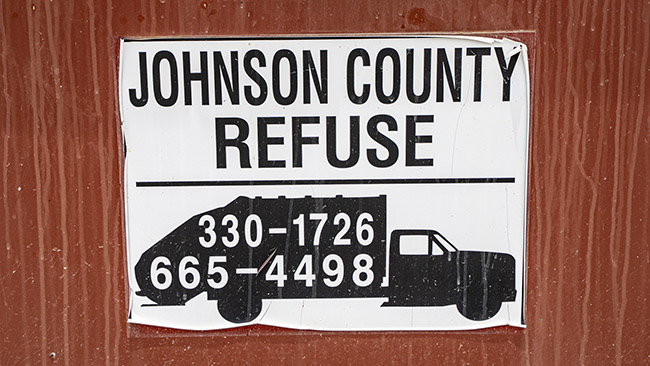 JOHNSON COUNTY
REFUSE
330-1726
665-4498